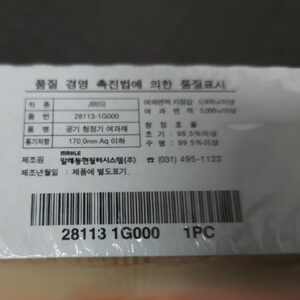 품질 경영 촉진법에 의한 품질표시
차 종 JB(G) 여과면적 지정값 5,000㎠이상
품 번 28113-1G000 여 과 면 적 5,000㎠이상
품 명 공기 청정기 여과재 청 정 효 율
통기저항 170.0mm Aq 이하 초 기 : 98.5%이상
수 명 : 99.5%이상
MAHLE
제조원 말레동현필터시스템(주) ☎ (031) 495-1122
제조년월일 : 제품에 별도표기.
28113 1G000 1PC